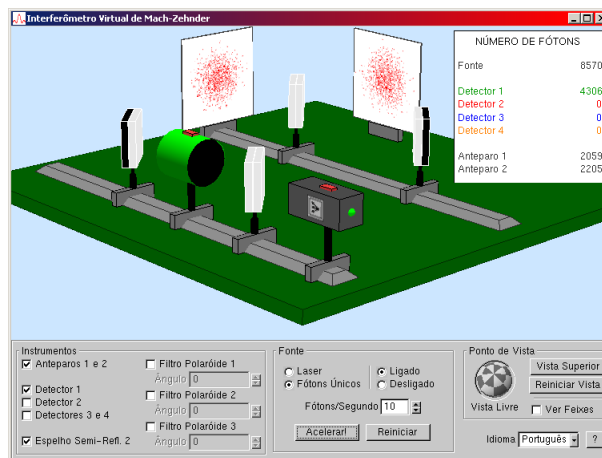 Interferômetro Virtual de Mach-Zehnder
NÚMERO DE FÓTONS
Fonte 8570
Detector 1 4306
Detector 2 0
Detector 3 0
Detector 4 0
Anteparo 1 2059
Anteparo 2 2205
Instrumentos
Anteparos 1 e 2
Detector 1
Detector 2
Detectores 3 e 4
Espelho Semi-Refl. 2
Filtro Polaróide 1
Ângulo 0
Filtro Polaróide 2
Ângulo 0
Filtro Polaróide 3
Ângulo 0
Fonte
Laser
Fótons Únicos
Ligado
Desligado
Fótons/Segundo 10
Acelerar!
Reiniciar
Ponto de Vista
Vista Livre
Vista Superior
Reiniciar Vista
Ver Feixes
Idioma Português ?